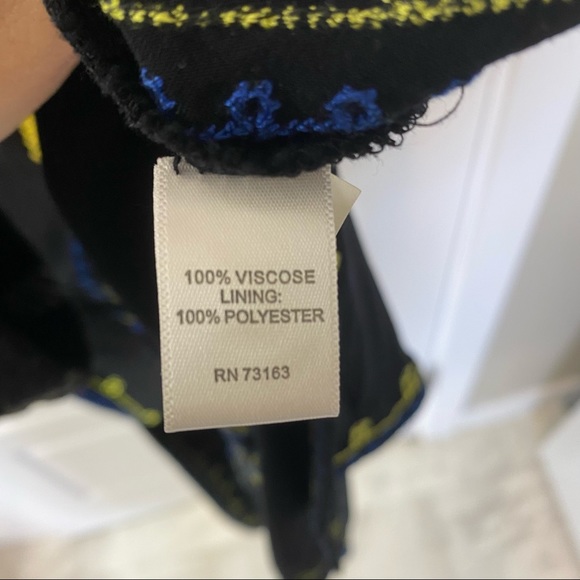 100% VISCOSE
LINING:
100% POLYESTER
RN 73163